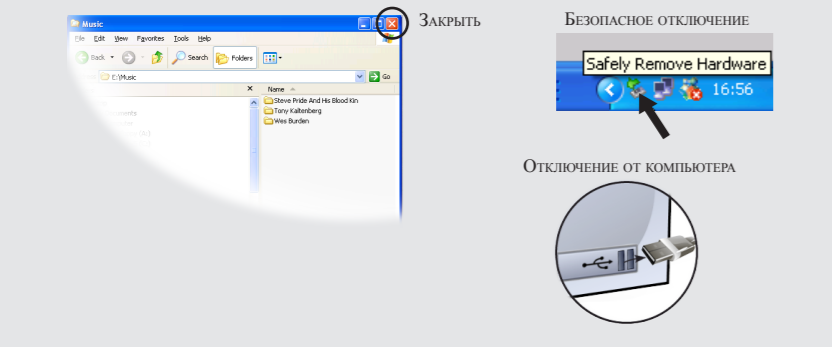 Music
File Edit View Favorites Tools Help
Back Search Folders
E:\Music Go
Name
Steve Pride And His Blood Kin
Tony Kaltenberg
Wes Burden
Закрыть
Безопасное отключение
Safely Remove Hardware
16:56
Отключение от компьютера